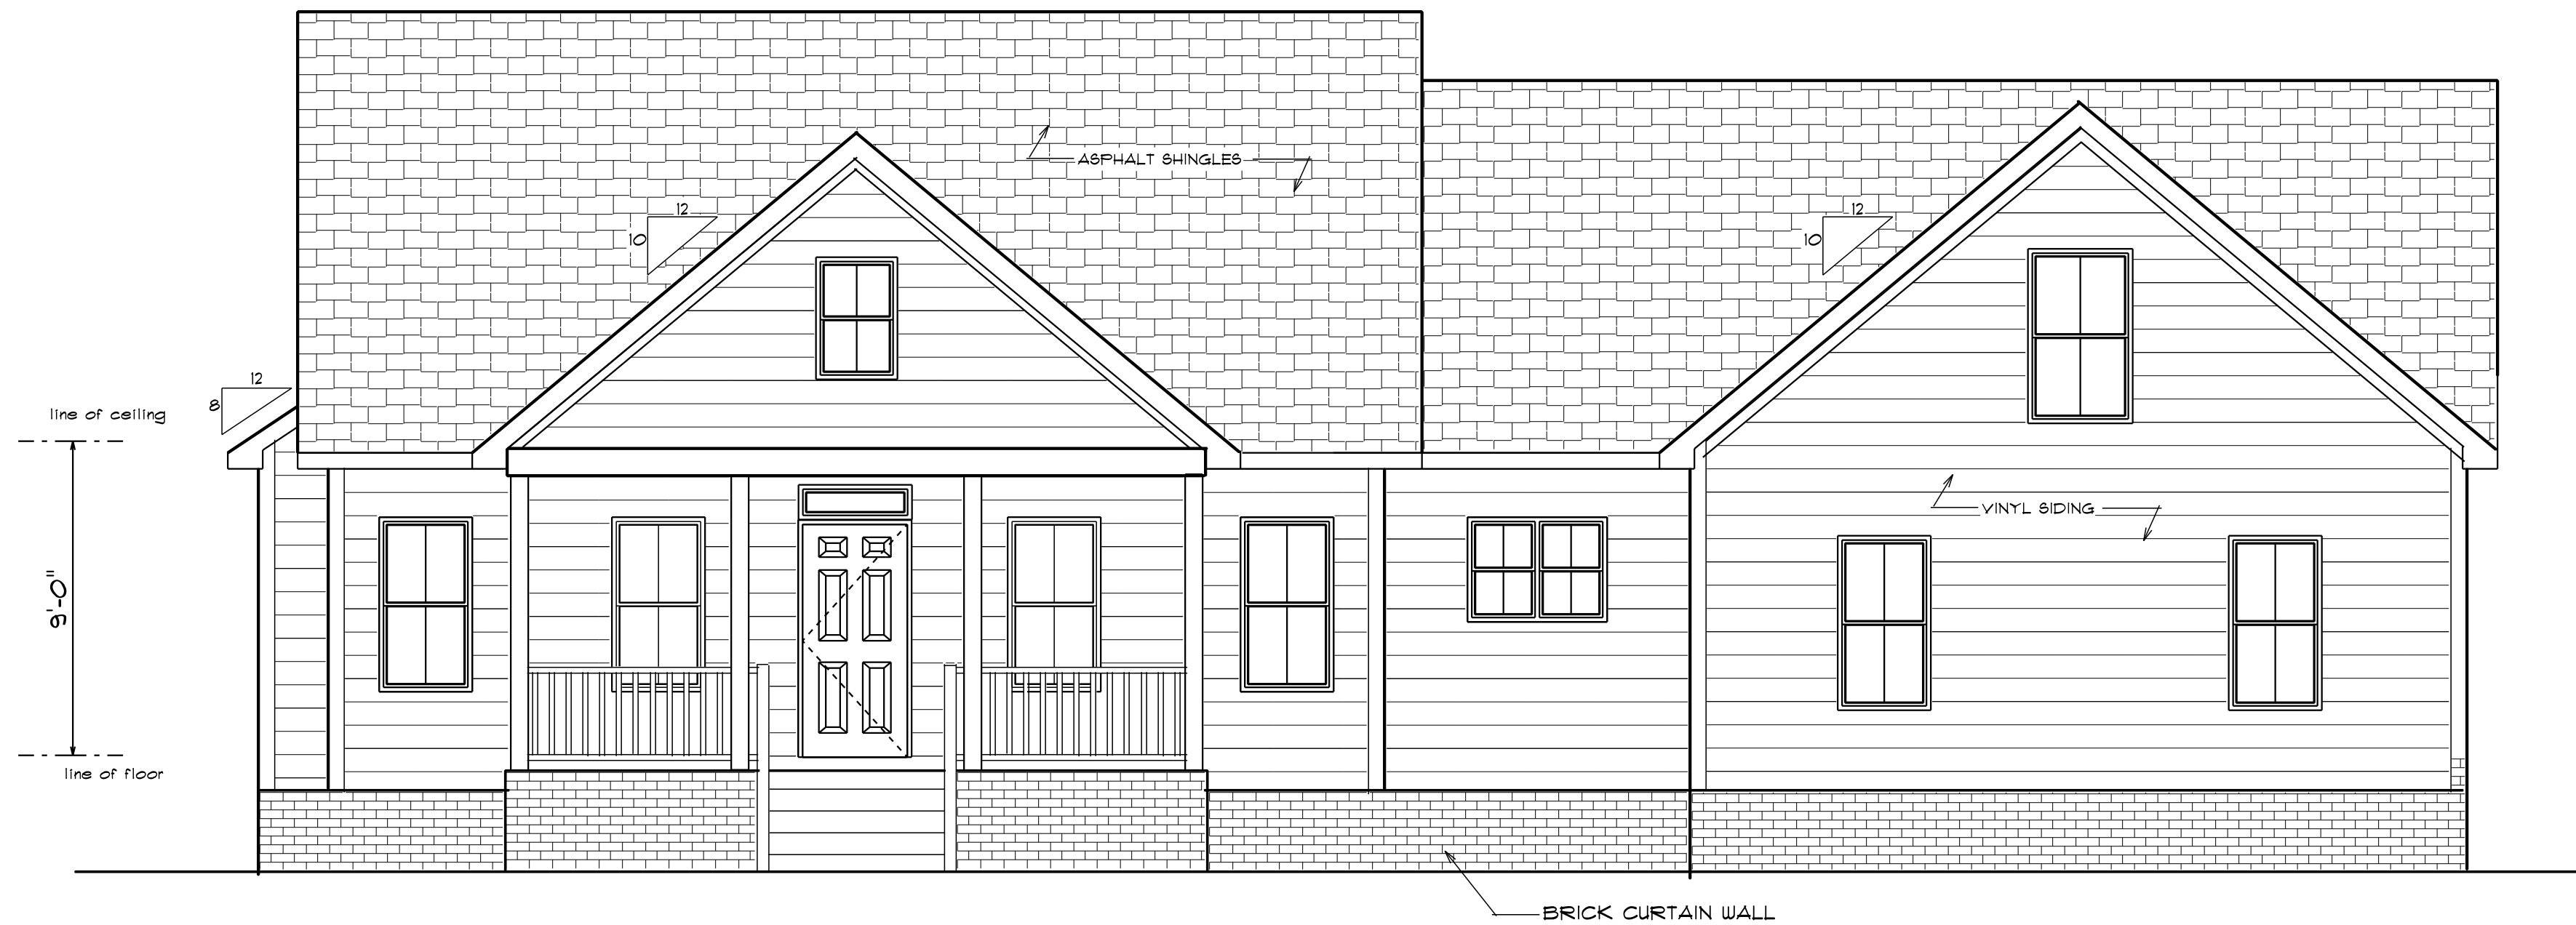 ASPHALT SHINGLES
12
10
12
10
12
8
line of ceiling
VINYL SIDING
9'-0"
line of floor
BRICK CURTAIN WALL